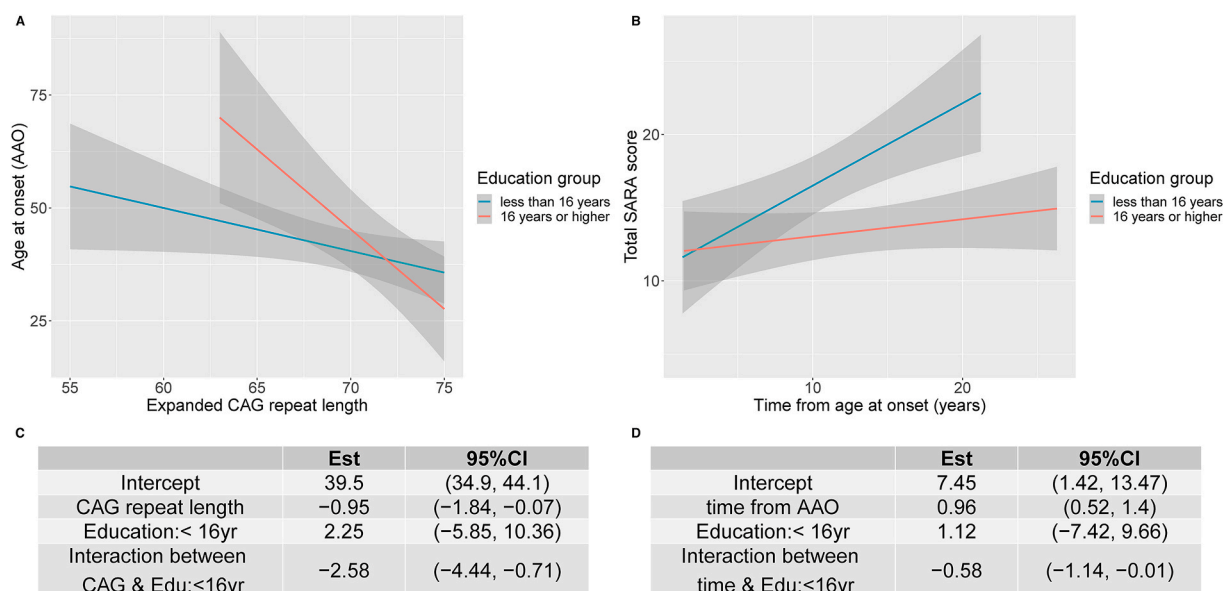 A
Age at onset (AAO)
75
50
25
55
60
65
70
75
Expanded CAG repeat length
Education group
less than 16 years
16 years or higher
B
Total SARA score
20
10
10
20
Time from age at onset (years)
Education group
less than 16 years
16 years or higher
C
Est 95%CI
Intercept 39.5 (34.9, 44.1)
CAG repeat length −0.95 (−1.84, −0.07)
Education:< 16yr 2.25 (−5.85, 10.36)
Interaction between
CAG & Edu:<16yr −2.58 (−4.44, −0.71)
D
Est 95%CI
Intercept 7.45 (1.42, 13.47)
time from AAO 0.96 (0.52, 1.4)
Education:< 16yr 1.12 (−7.42, 9.66)
Interaction between
time & Edu:<16yr −0.58 (−1.14, −0.01)